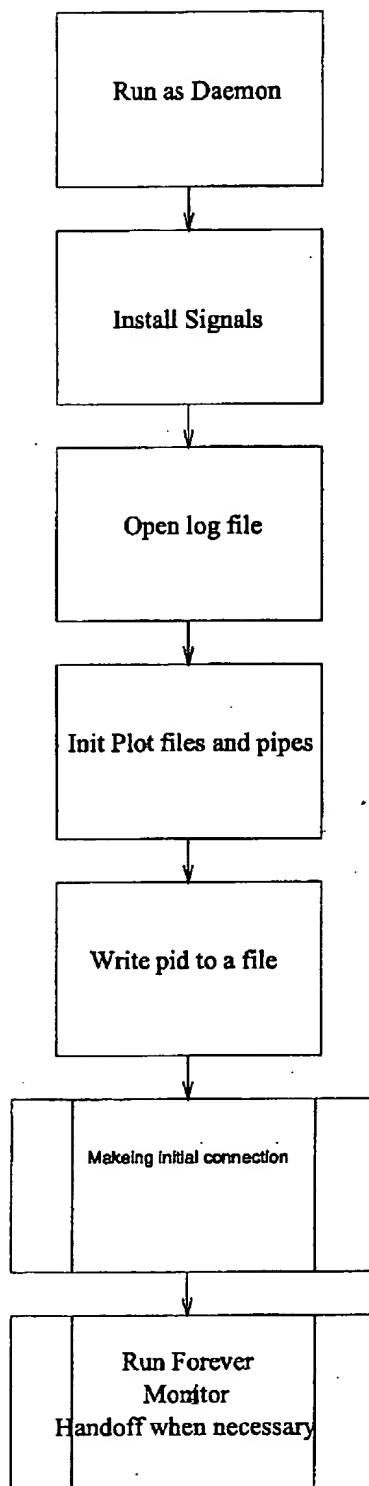 Run as Daemon
Install Signals
Open log file
Init Plot files and pipes
Write pid to a file
Makeing initial connection
Run Forever
Monitor
Handoff when necessary